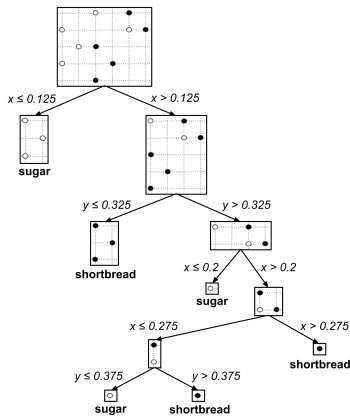 x ≤ 0.125
x > 0.125
sugar
y ≤ 0.325
y > 0.325
shortbread
x ≤ 0.2
x > 0.2
sugar
x ≤ 0.275
x > 0.275
shortbread
y ≤ 0.375
y > 0.375
sugar
shortbread